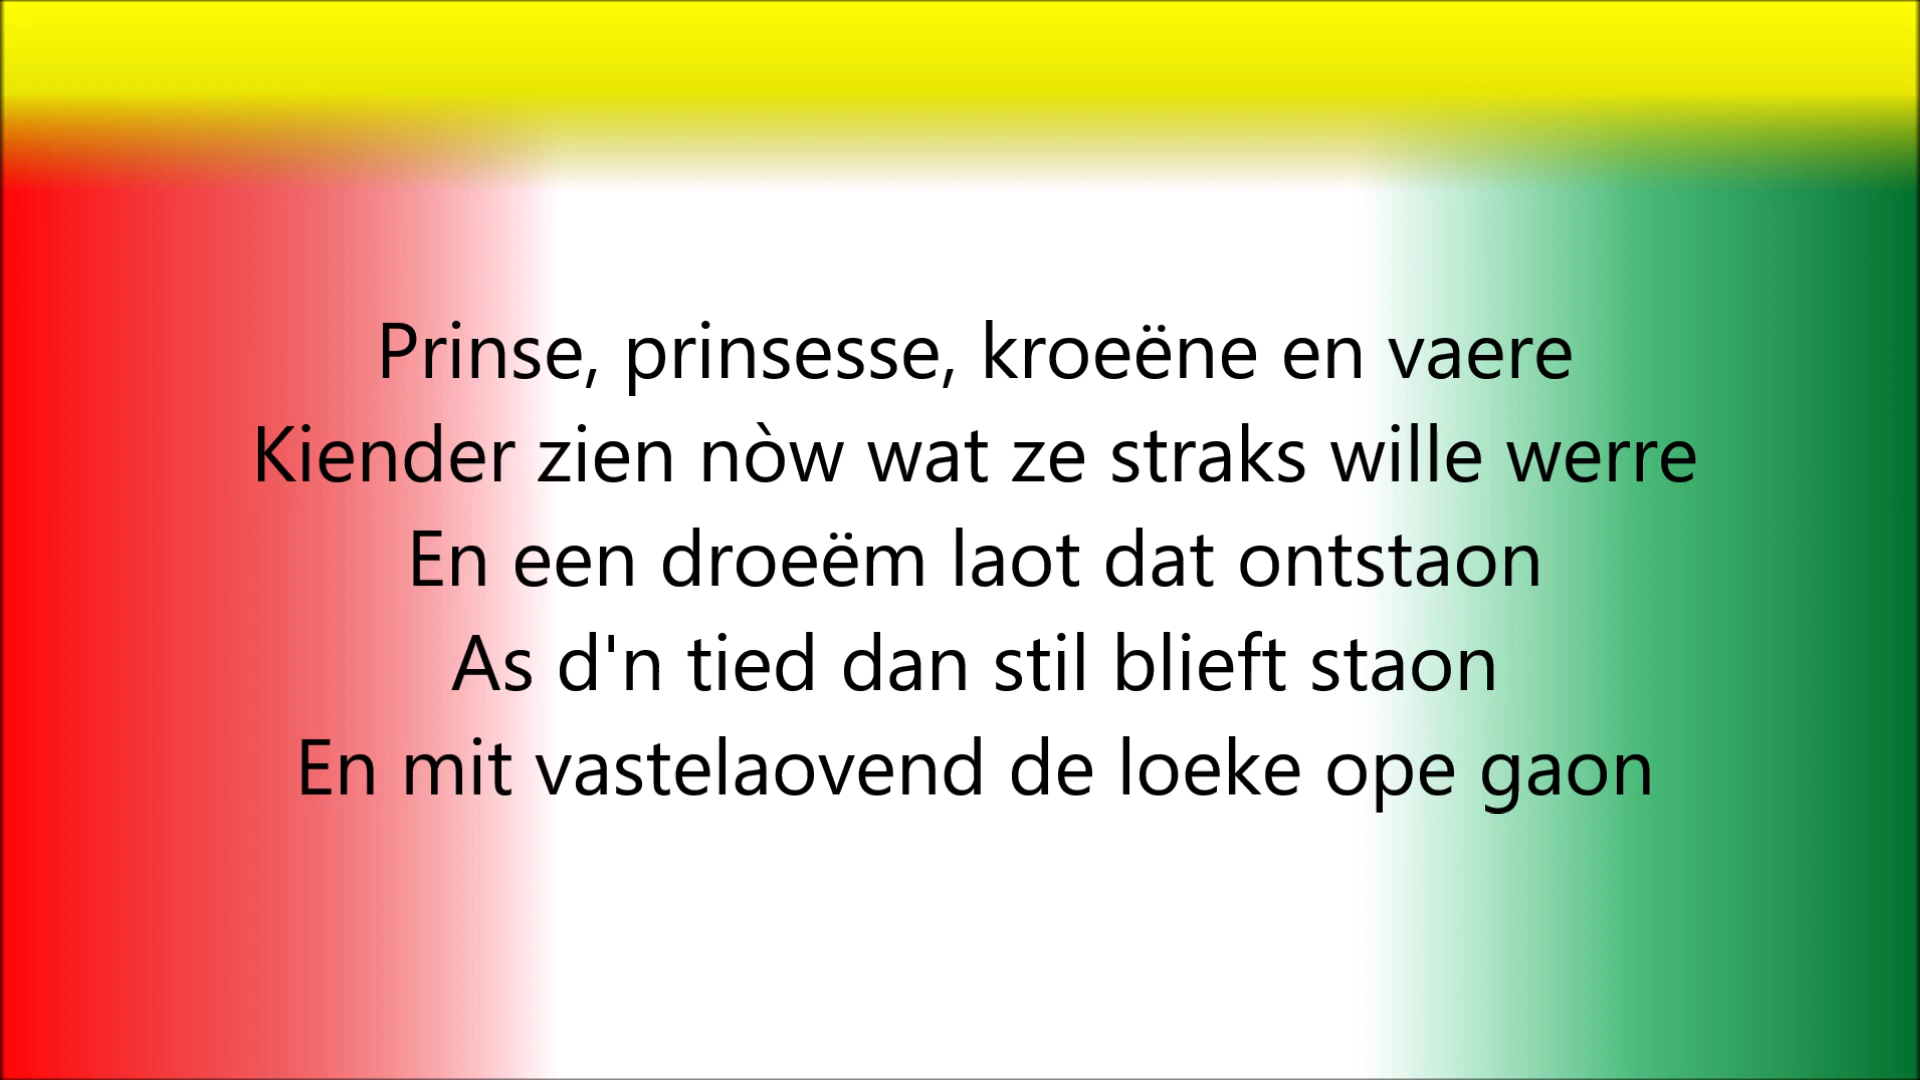 Prinse, prinsesse, kroeëne en vaere
Kiender zien nòw wat ze straks wille werre
En een droeëm laot dat ontstaon
As d'n tied dan stil blieft staon
En mit vastelaovend de loeke ope gaon